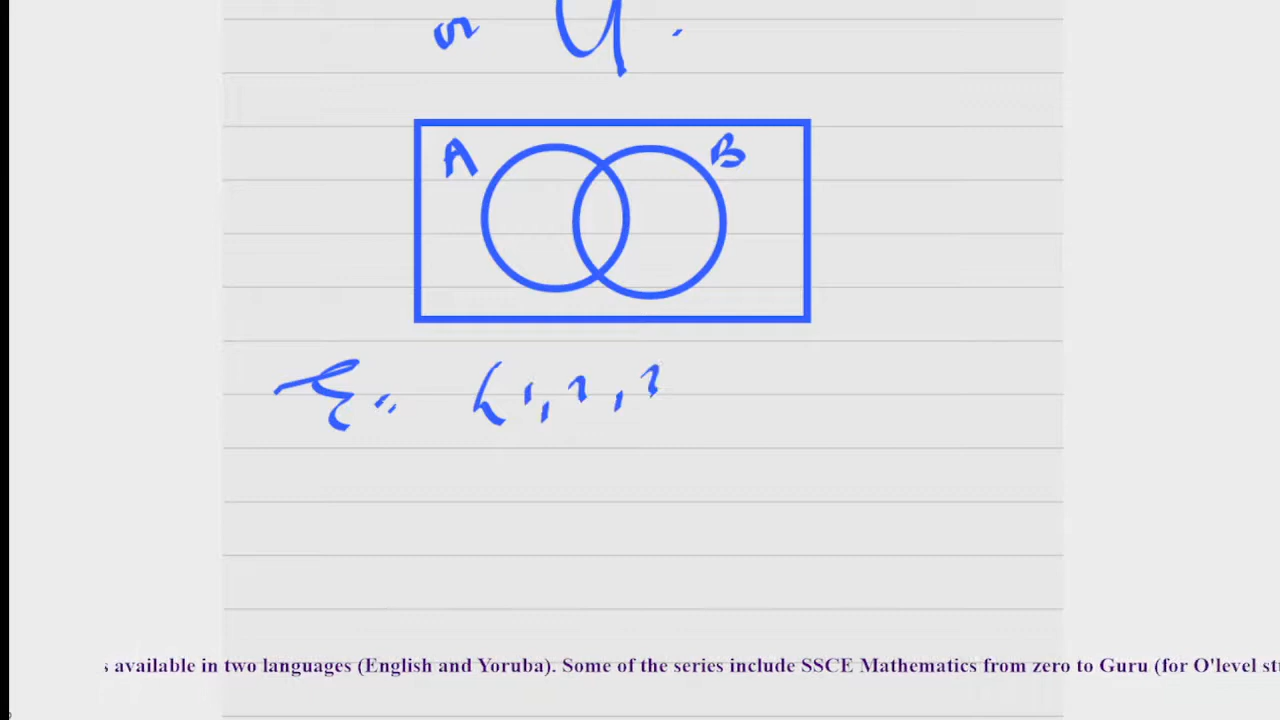 or U.
A B
ξ = {1, 2, 3
s available in two languages (English and Yoruba). Some of the series include SSCE Mathematics from zero to Guru (for O'level st